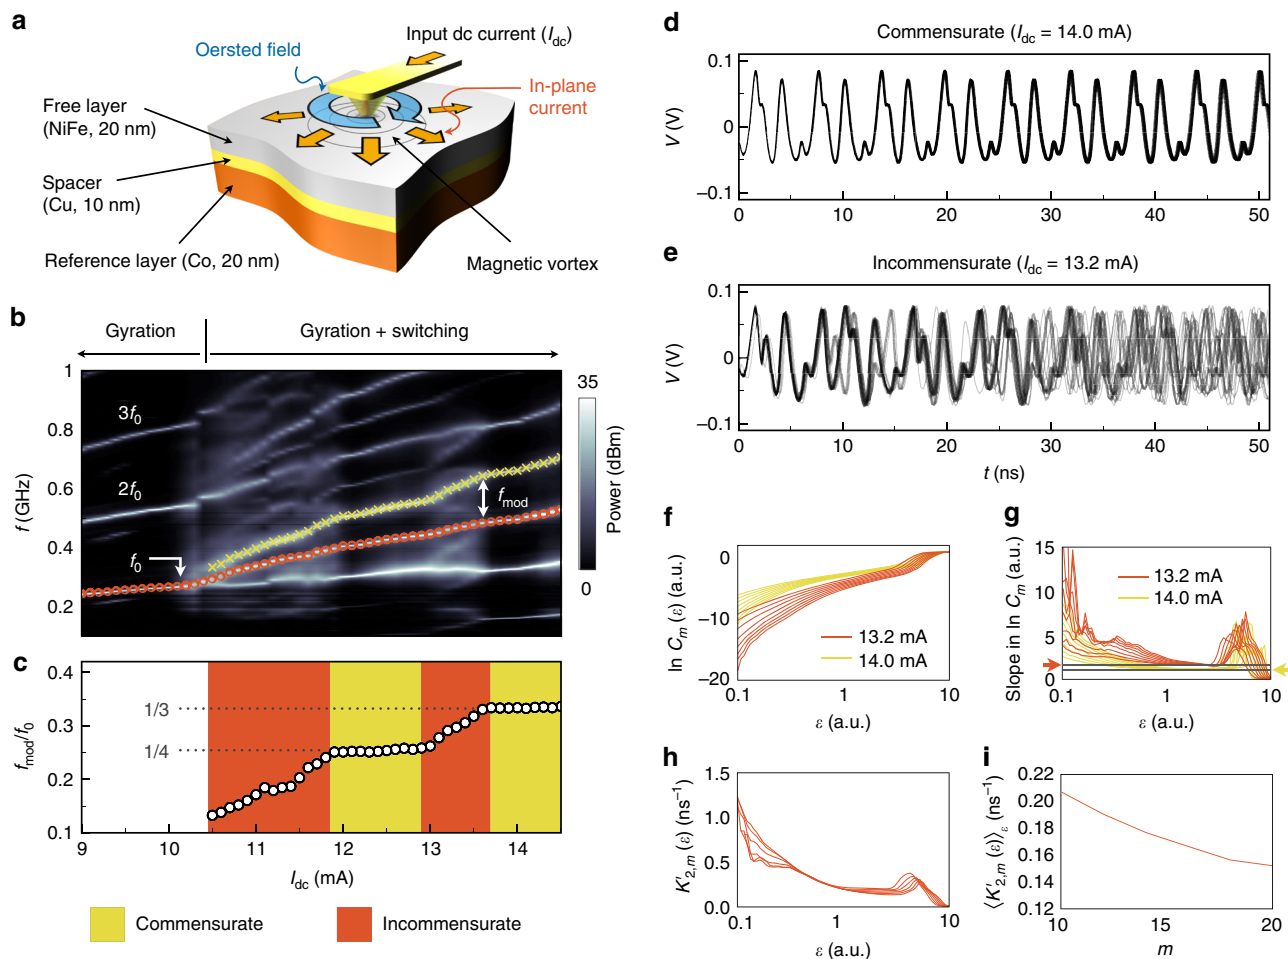 a
Input dc current (Idc)
Oersted field
In-plane
current
Free layer
(NiFe, 20 nm)
Spacer
(Cu, 10 nm)
Reference layer (Co, 20 nm)
Magnetic vortex
b
Gyration
Gyration + switching
1
0.8
0.6
0.4
0.2
f (GHz)
3f0
2f0
f0
fmod
35
0
Power (dBm)
c
0.4
0.3
0.2
0.1
fmod/f0
1/3
1/4
9
10
11
12
13
14
Idc (mA)
Commensurate
Incommensurate
d
Commensurate (Idc = 14.0 mA)
0.1
0
−0.1
V (V)
0
10
20
30
40
50
e
Incommensurate (Idc = 13.2 mA)
0.1
0
−0.1
V (V)
0
10
20
30
40
50
t (ns)
f
0
−10
−20
ln Cm (ε) (a.u.)
13.2 mA
14.0 mA
0.1
1
10
ε (a.u.)
g
15
10
5
0
Slope in ln Cm (a.u.)
13.2 mA
14.0 mA
0.1
1
10
ε (a.u.)
h
1.5
1.0
0.5
0.0
K′2,m (ε) (ns−1)
0.1
1
10
ε (a.u.)
i
0.22
0.20
0.18
0.16
0.14
0.12
⟨K′2,m (ε)⟩ε (ns−1)
10
15
20
m